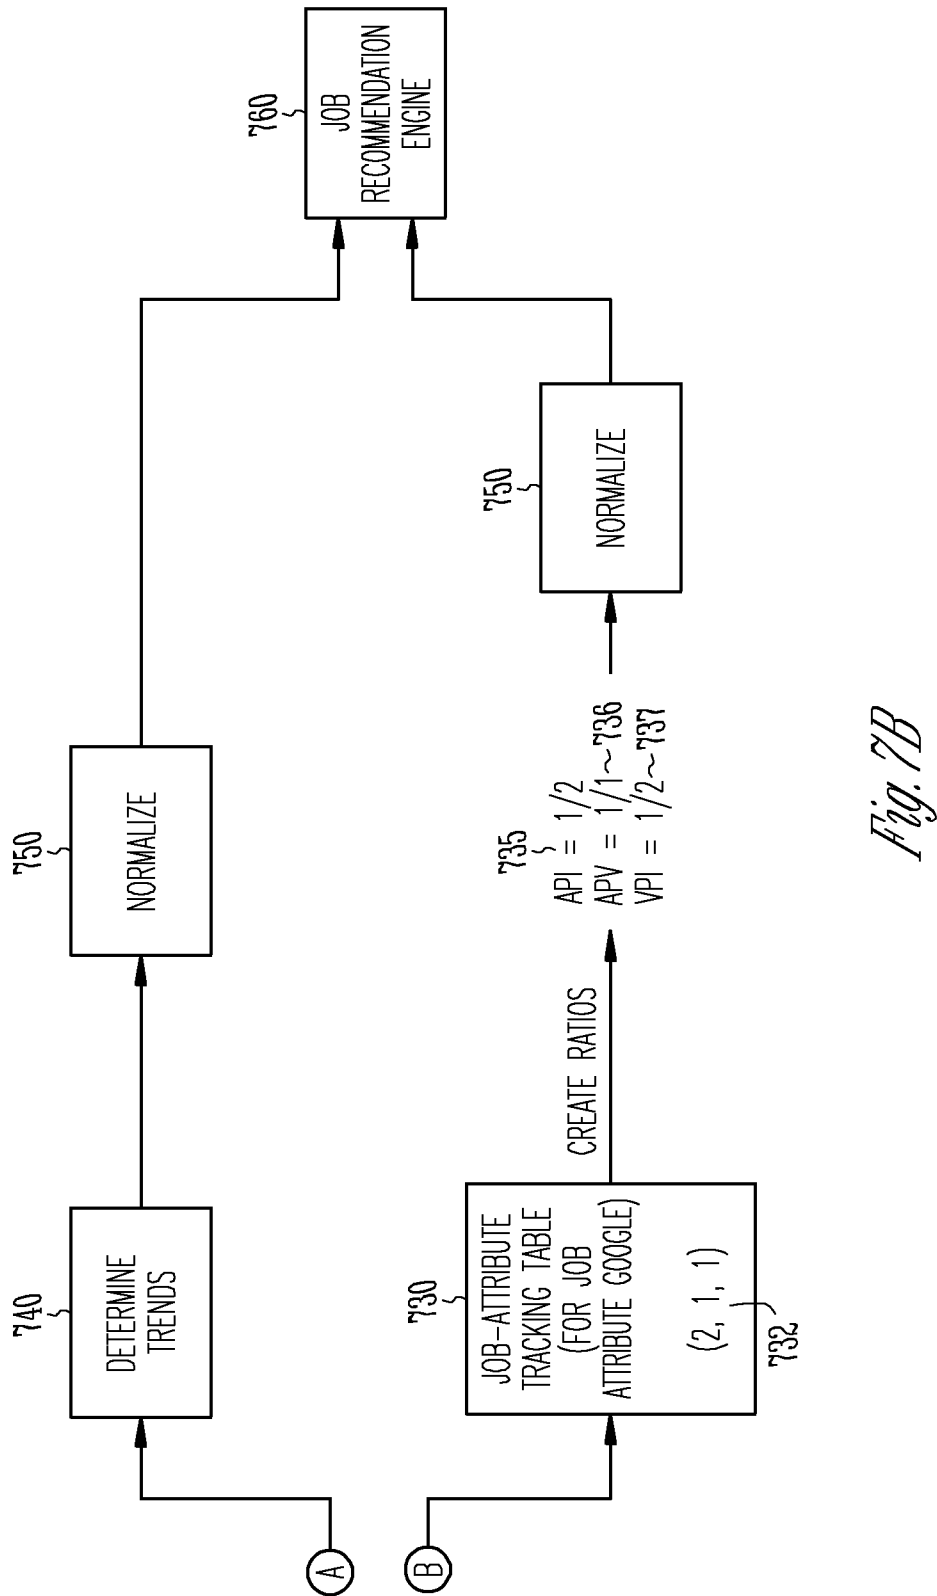 A
740
DETERMINE
TRENDS
750
NORMALIZE
760
JOB
RECOMMENDATION
ENGINE
B
730
JOB-ATTRIBUTE
TRACKING TABLE
(FOR JOB
ATTRIBUTE GOOGLE)
(2, 1, 1)
732
CREATE RATIOS
735
API = 1/2
APV = 1/1~736
VPI = 1/2~737
750
NORMALIZE
Fig. 7B